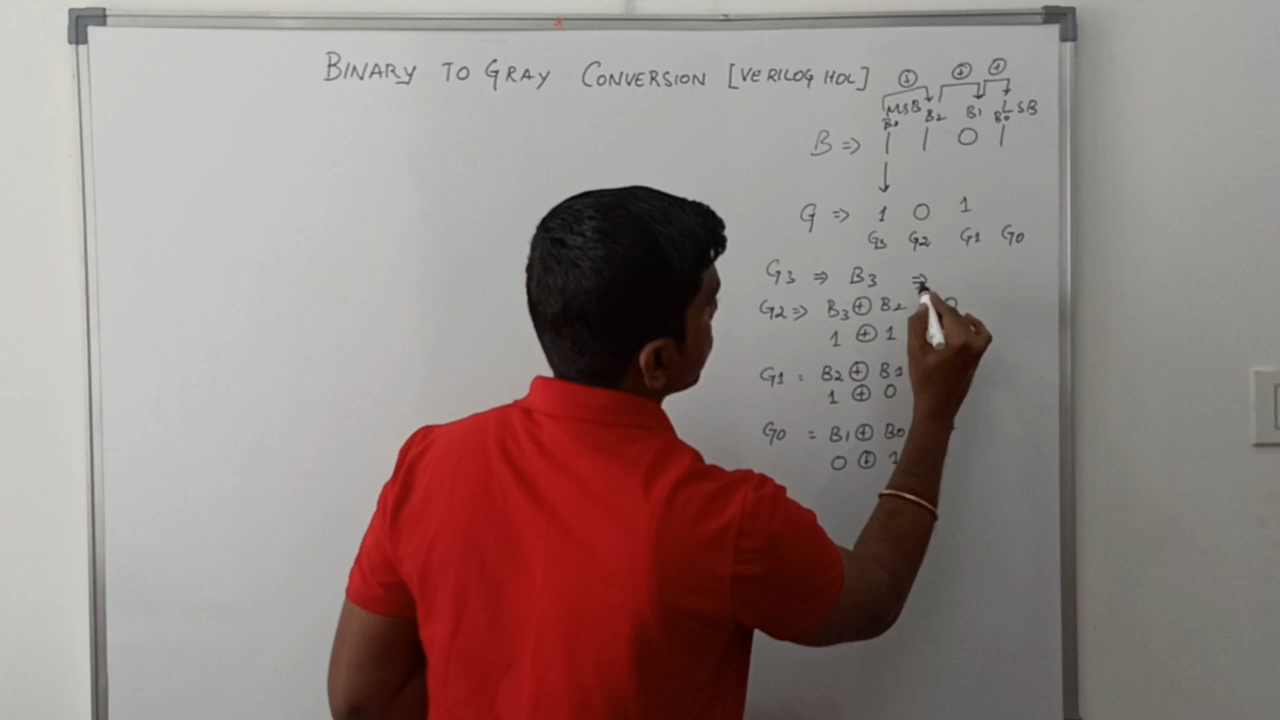 BINARY TO GRAY CONVERSION [VERILOG HDL]
⊕ ⊕ ⊕
MSB LSB
B3 B2 B1 B0
B ⇒ 1 1 0 1
G ⇒ 1 0 1
G3 G2 G1 G0
G3 ⇒ B3 ⇒
G2 ⇒ B3 ⊕ B2 0
1 ⊕ 1
G1 = B2 ⊕ B1
1 ⊕ 0
G0 = B1 ⊕ B0
0 ⊕ 1